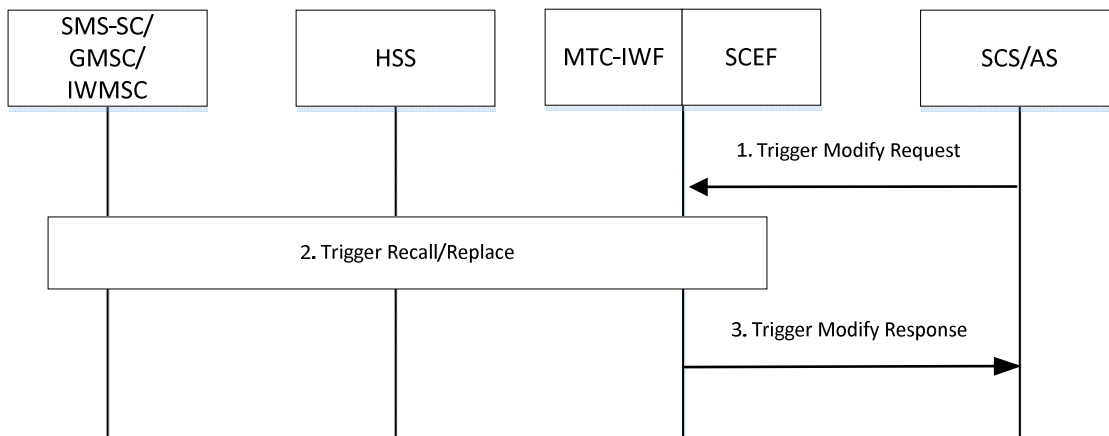 SMS-SC/
GMSC/
IWMSC
HSS
MTC-IWF
SCEF
SCS/AS
1. Trigger Modify Request
2. Trigger Recall/Replace
3. Trigger Modify Response